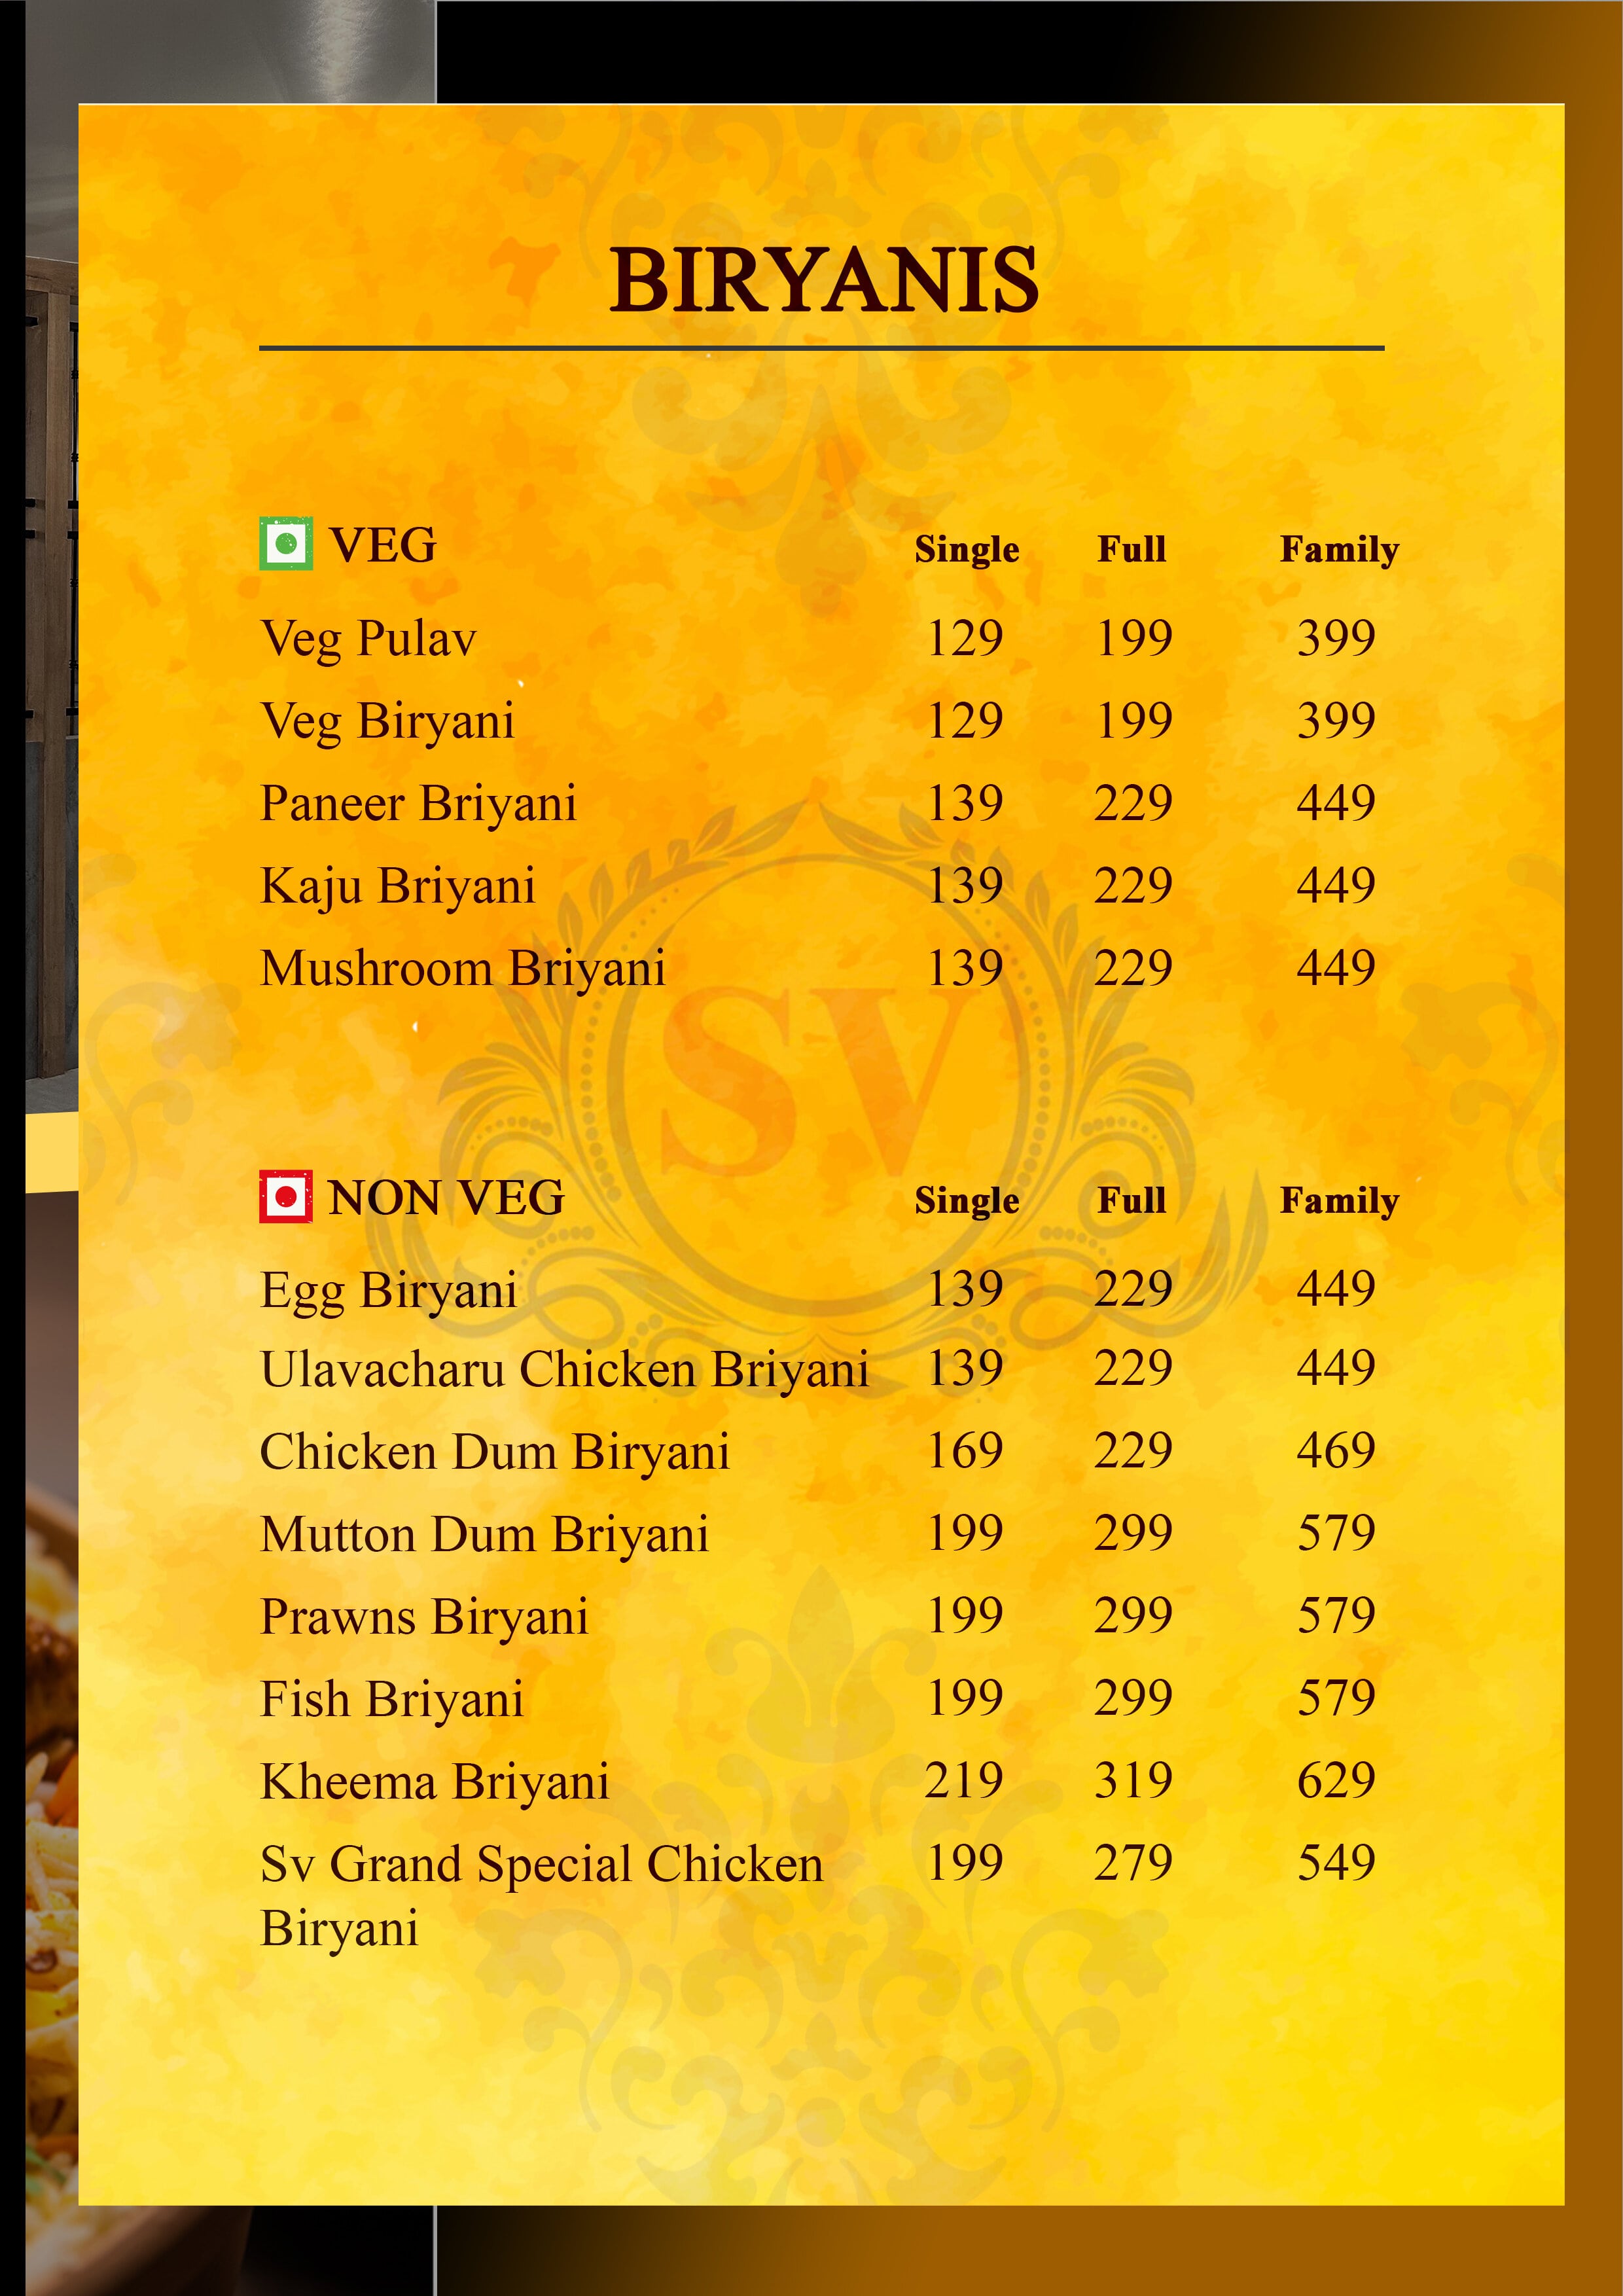 BIRYANIS
VEG Single Full Family
Veg Pulav 129 199 399
Veg Biryani 129 199 399
Paneer Briyani 139 229 449
Kaju Briyani 139 229 449
Mushroom Briyani 139 229 449
SV
NON VEG Single Full Family
Egg Biryani 139 229 449
Ulavacharu Chicken Briyani 139 229 449
Chicken Dum Biryani 169 229 469
Mutton Dum Briyani 199 299 579
Prawns Biryani 199 299 579
Fish Briyani 199 299 579
Kheema Briyani 219 319 629
Sv Grand Special Chicken 199 279 549
Biryani